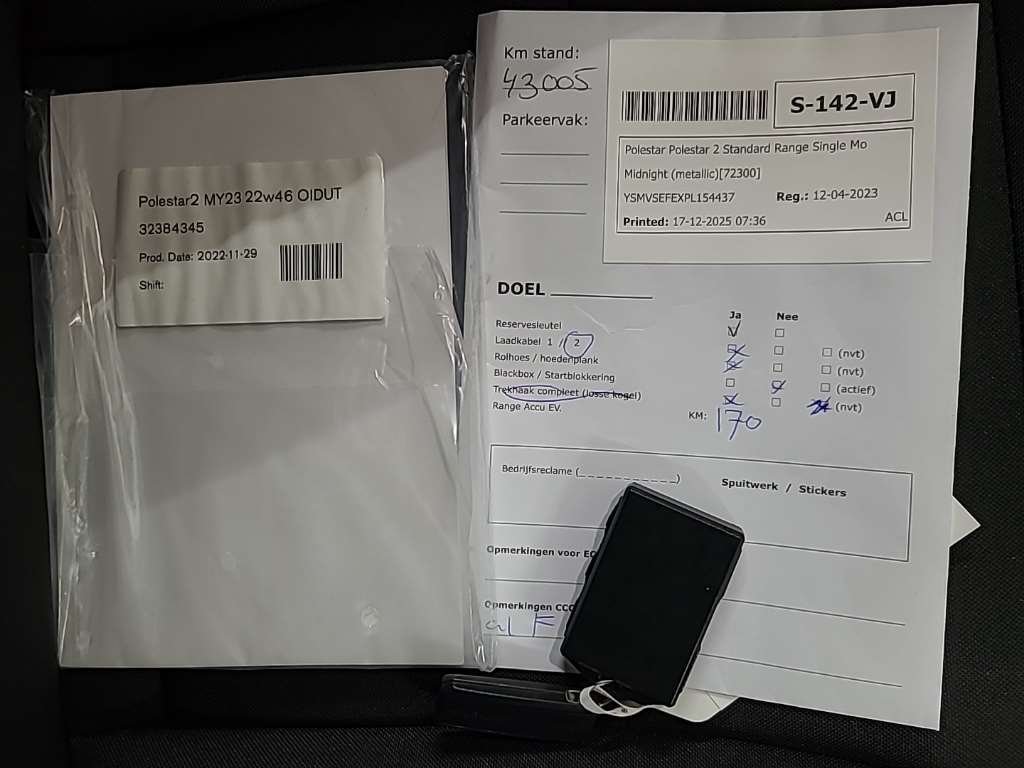 Polestar2 MY23 22w46 OIDUT
32384345
Prod. Date: 2022-11-29
Shift:
Km stand:
43005
Parkeervak:
S-142-VJ
Polestar Polestar 2 Standard Range Single Mo
Midnight (metallic)[72300]
YSMVSEFEXPL154437 Reg.: 12-04-2023
Printed: 17-12-2025 07:36 ACL
DOEL
Ja Nee
Reservesleutel
Laadkabel 1 / 2 (nvt)
Rolhoes / hoedenplank (nvt)
Blackbox / Startblokkering (actief)
Trekhaak compleet (losse kogel) (nvt)
Range Accu EV. KM: 170
Bedrijfsreclame (___________) Spuitwerk / Stickers
Opmerkingen voor
Opmerkingen